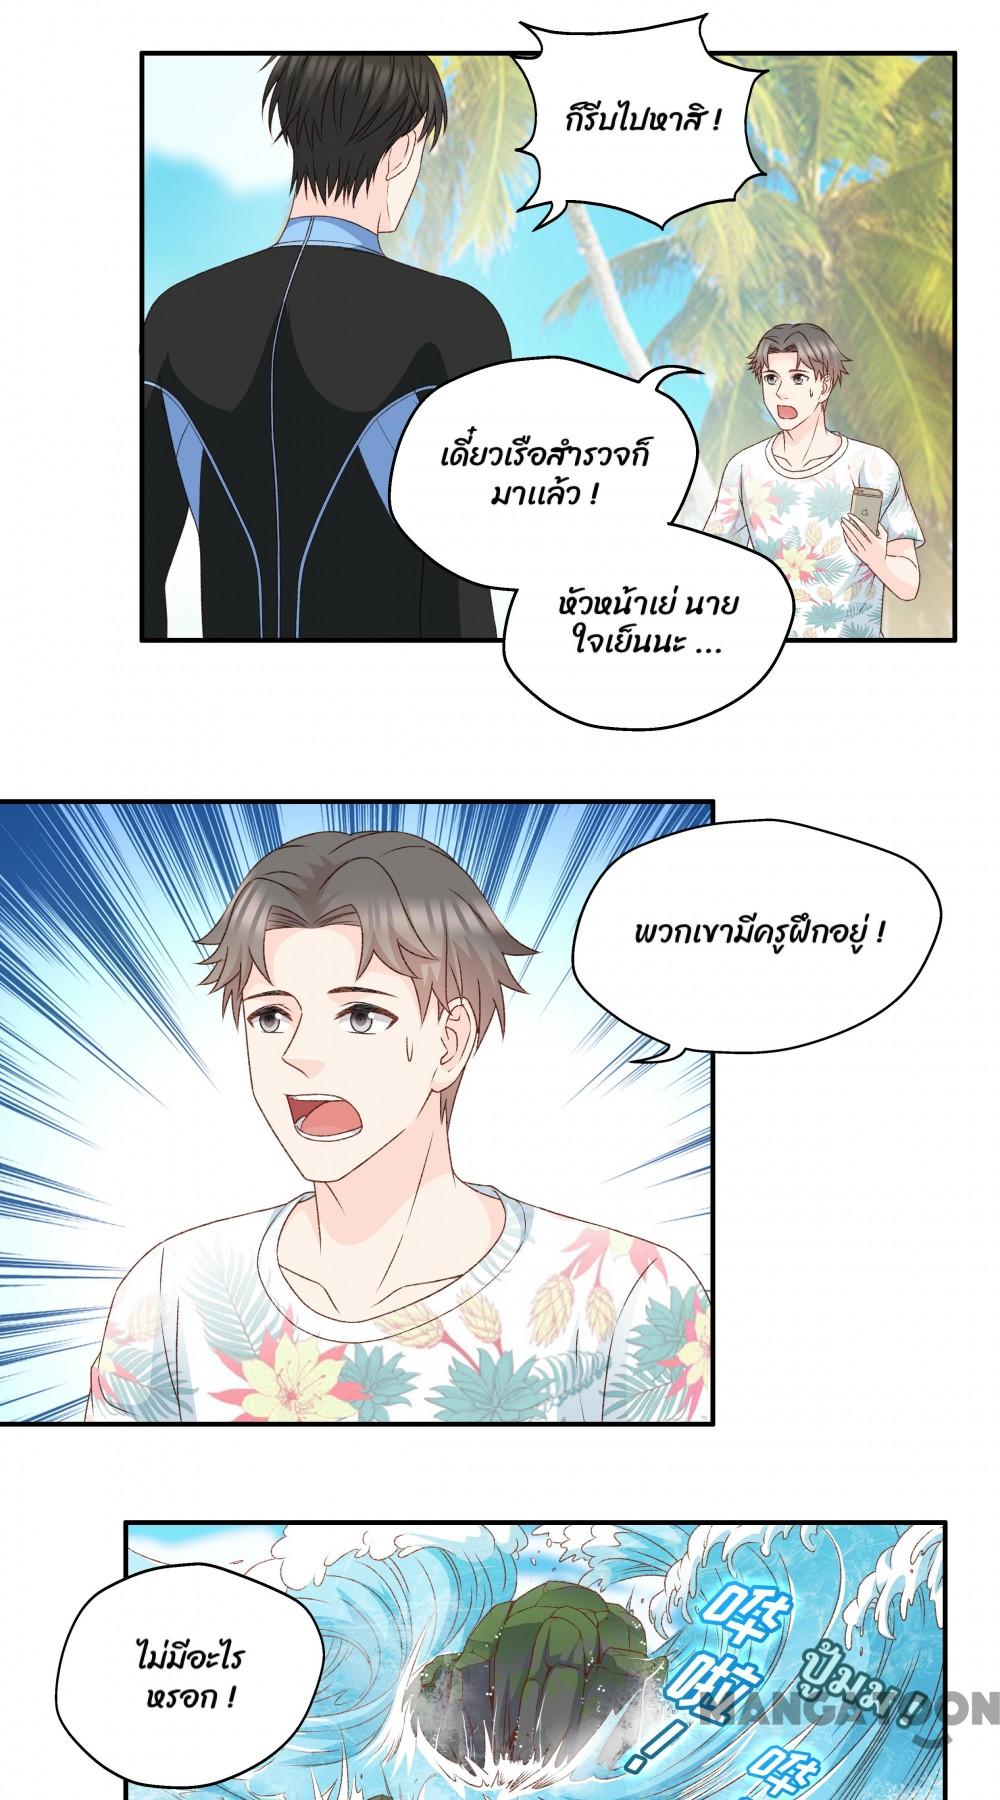 ก็รีบไปหาสิ !
เดี๋ยวเรือสำรวจก็
มาแล้ว !
หัวหน้าเย่ นาย
ใจเย็นนะ ...
พวกเขามีครูฝึกอยู่ !
ไม่มีอะไร
หรอก !
哗
啦
!
ปู้มม !
MANGATOON
哗